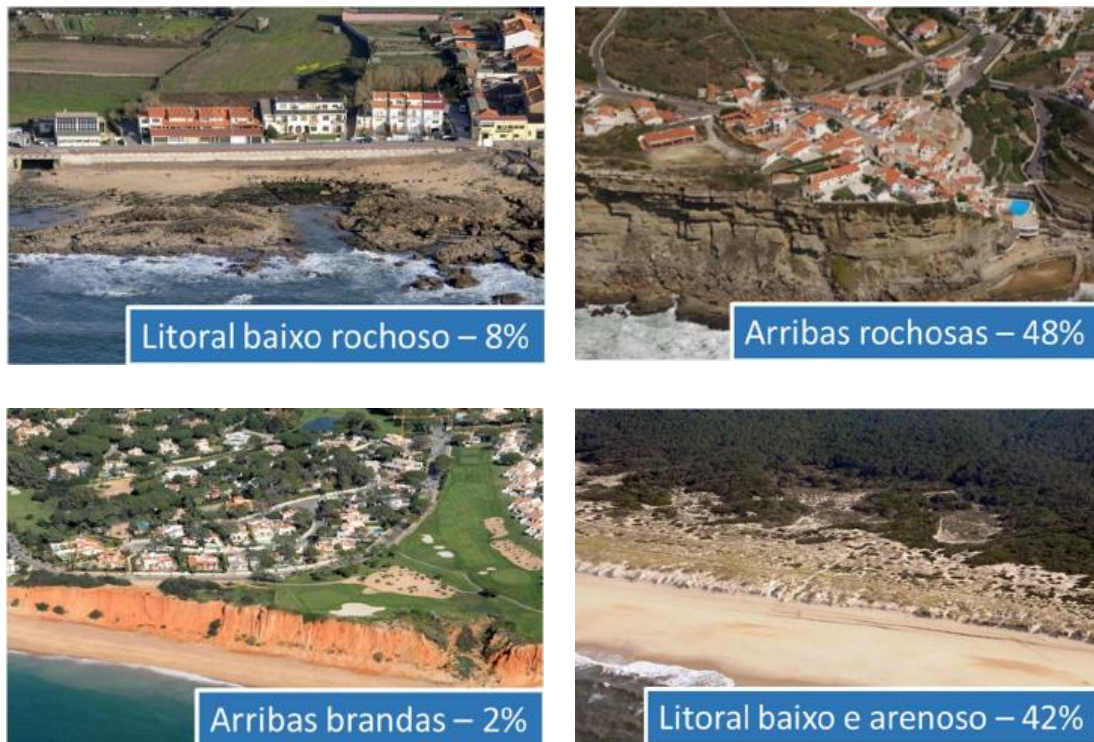 Litoral baixo rochoso – 8%
Arribas rochosas – 48%
Arribas brandas – 2%
Litoral baixo e arenoso – 42%